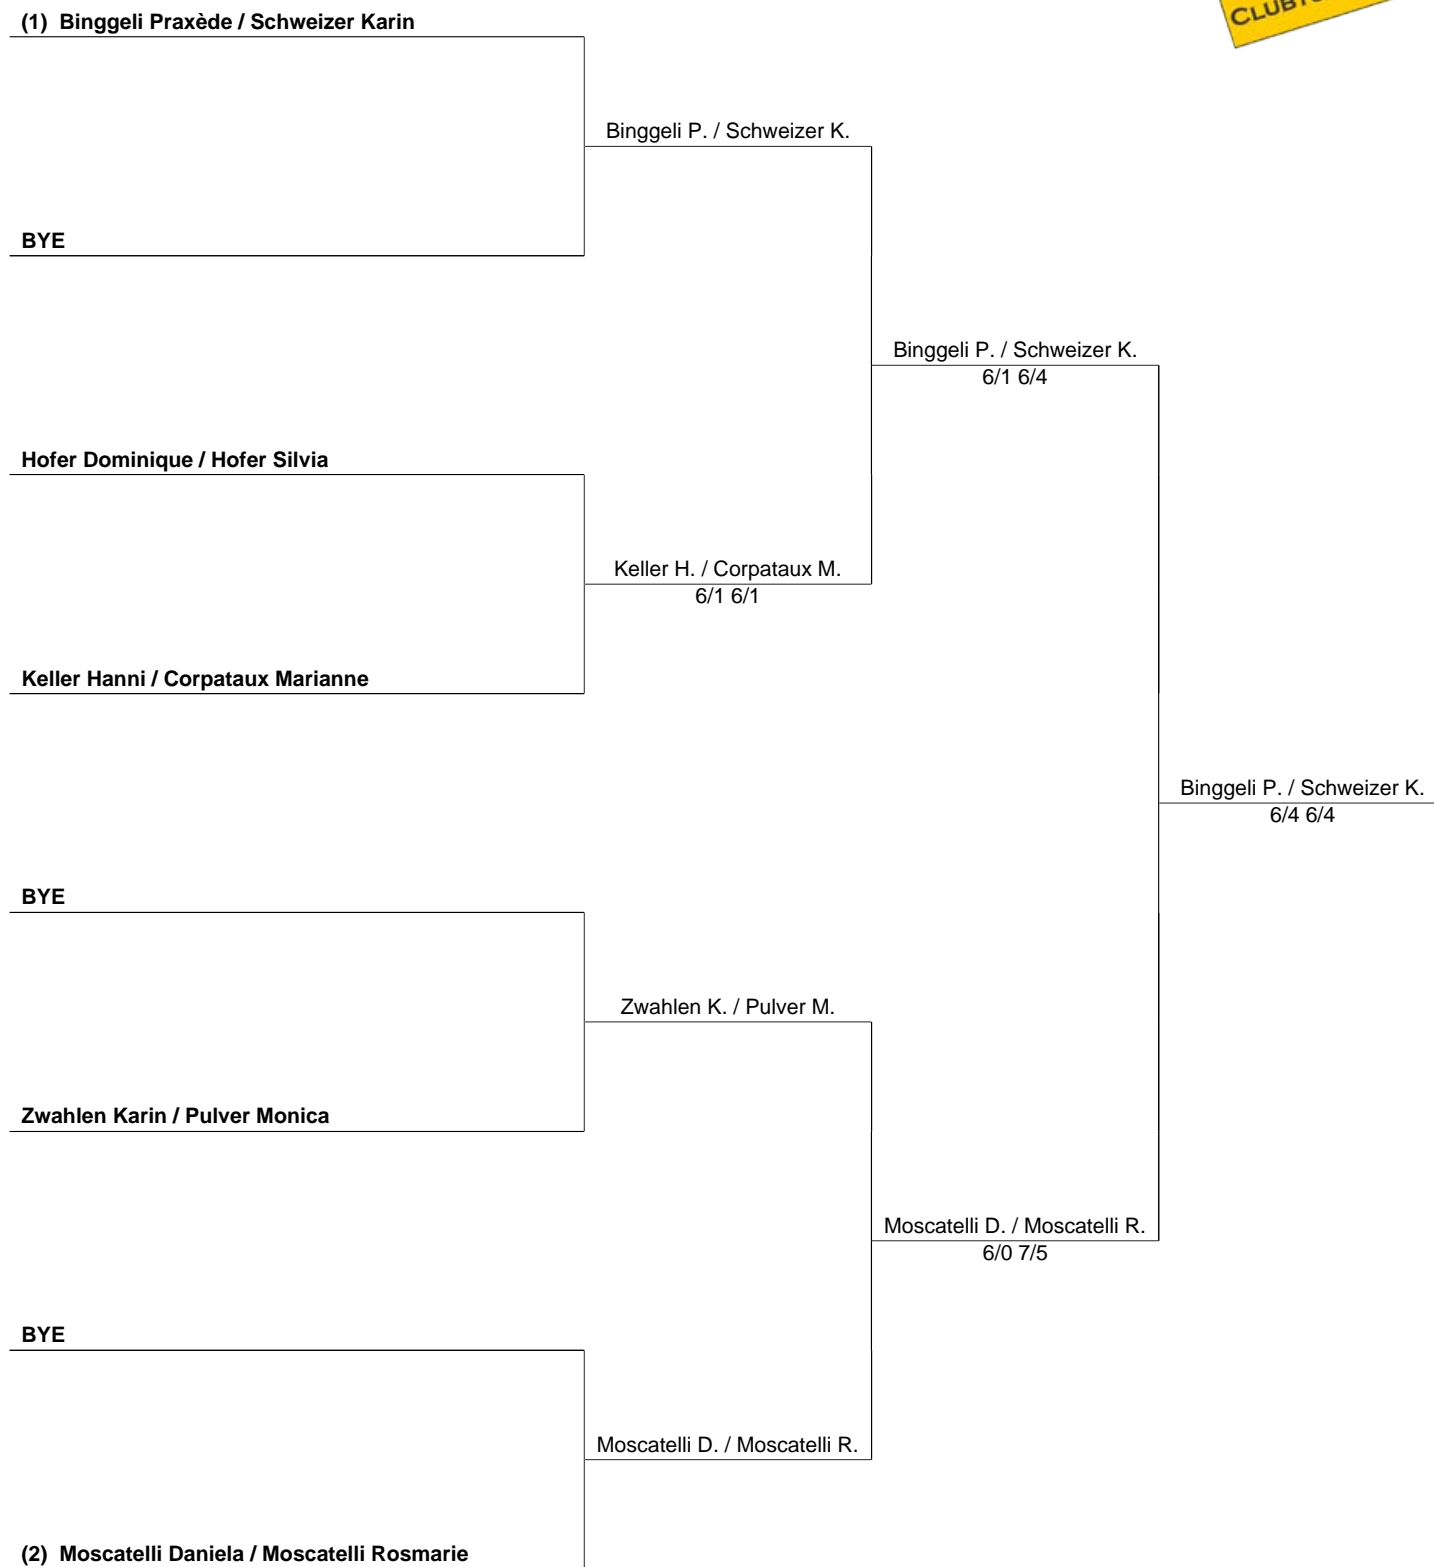 (1) Binggeli Praxède / Schweizer Karin
Binggeli P. / Schweizer K.
BYE
Binggeli P. / Schweizer K.
6/1 6/4
Hofer Dominique / Hofer Silvia
Keller H. / Corpataux M.
6/1 6/1
Keller Hanni / Corpataux Marianne
Binggeli P. / Schweizer K.
6/4 6/4
BYE
Zwahlen K. / Pulver M.
Zwahlen Karin / Pulver Monica
Moscatelli D. / Moscatelli R.
6/0 7/5
BYE
Moscatelli D. / Moscatelli R.
(2) Moscatelli Daniela / Moscatelli Rosmarie